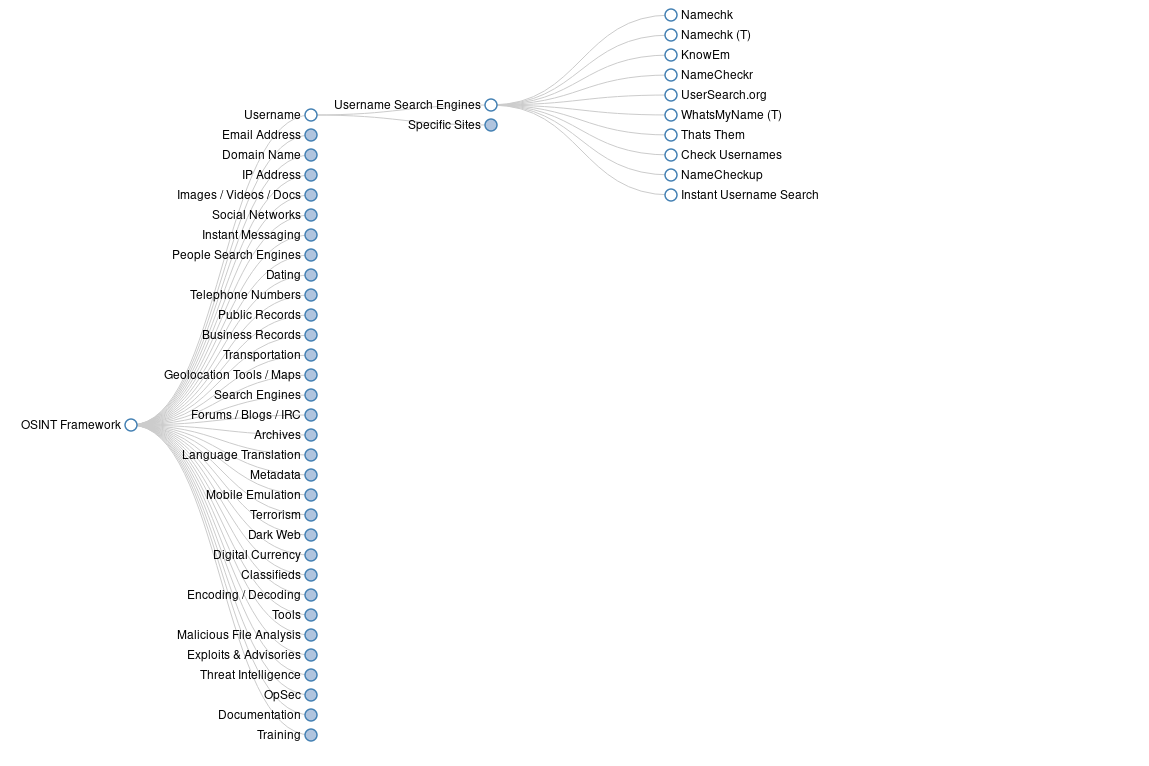 OSINT Framework
Username
Email Address
Domain Name
IP Address
Images / Videos / Docs
Social Networks
Instant Messaging
People Search Engines
Dating
Telephone Numbers
Public Records
Business Records
Transportation
Geolocation Tools / Maps
Search Engines
Forums / Blogs / IRC
Archives
Language Translation
Metadata
Mobile Emulation
Terrorism
Dark Web
Digital Currency
Classifieds
Encoding / Decoding
Tools
Malicious File Analysis
Exploits & Advisories
Threat Intelligence
OpSec
Documentation
Training
Username Search Engines
Specific Sites
Namechk
Namechk (T)
KnowEm
NameCheckr
UserSearch.org
WhatsMyName (T)
Thats Them
Check Usernames
NameCheckup
Instant Username Search